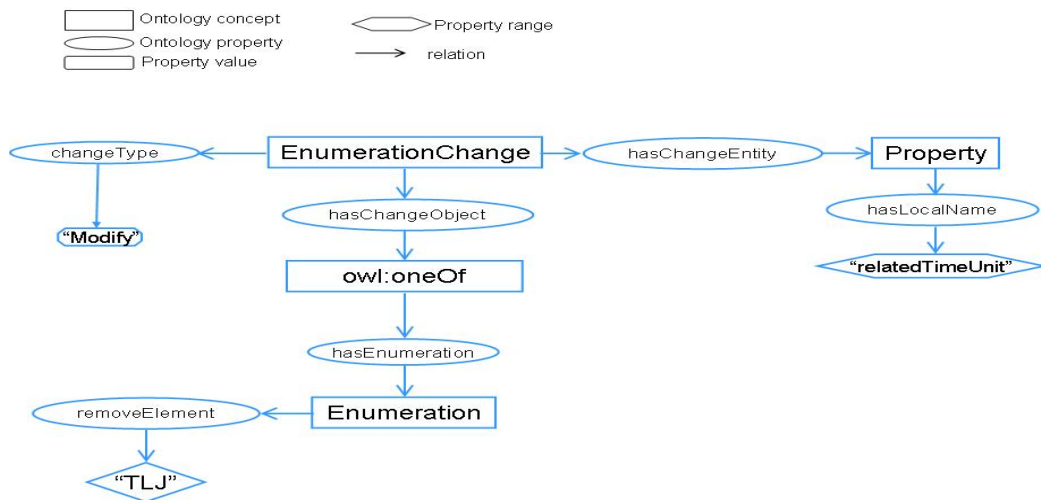 Ontology concept
Property range
Ontology property
Property value
relation
changeType
EnumerationChange
hasChangeEntity
Property
hasChangeObject
hasLocalName
“Modify”
owl:oneOf
“relatedTimeUnit”
hasEnumeration
removeElement
Enumeration
“TLJ”